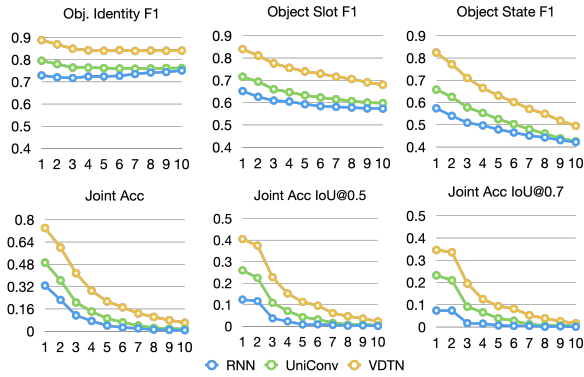 Obj. Identity F1
0.9
0.8
0.7
0.6
0.5
0.4
1 2 3 4 5 6 7 8 9 10
Object Slot F1
0.9
0.8
0.7
0.6
0.5
0.4
1 2 3 4 5 6 7 8 9 10
Object State F1
0.9
0.8
0.7
0.6
0.5
0.4
1 2 3 4 5 6 7 8 9 10
Joint Acc
0.8
0.64
0.48
0.32
0.16
0
1 2 3 4 5 6 7 8 9 10
Joint Acc IoU@0.5
0.5
0.4
0.3
0.2
0.1
0
1 2 3 4 5 6 7 8 9 10
Joint Acc IoU@0.7
0.5
0.4
0.3
0.2
0.1
0
1 2 3 4 5 6 7 8 9 10
RNN UniConv VDTN